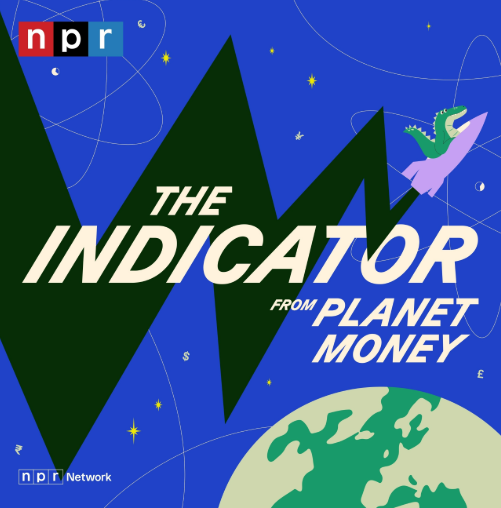 npr
THE
INDICATOR
FROM PLANET
MONEY
€
$
£
₹
npr Network